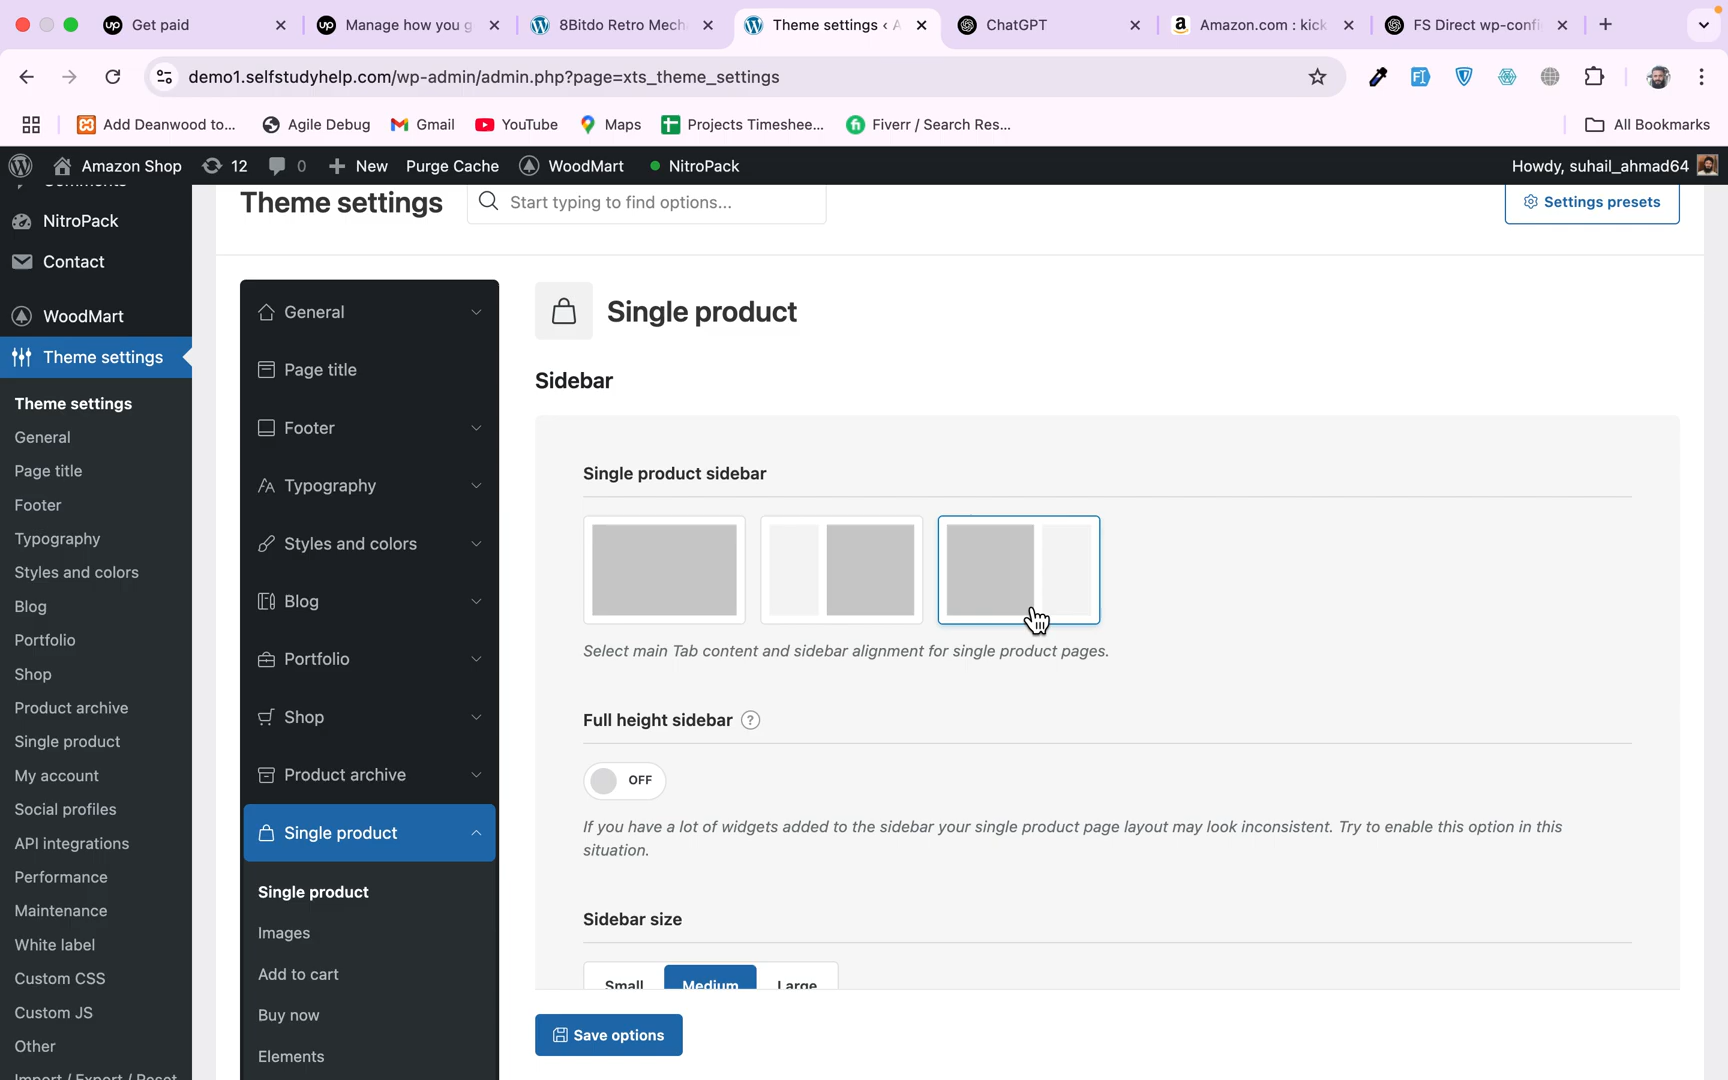 Get paid
Manage how you g
8Bitdo Retro Mech
Theme settings ‹ A
ChatGPT
Amazon.com : kick
FS Direct wp-confi
demo1.selfstudyhelp.com/wp-admin/admin.php?page=xts_theme_settings
Add Deanwood to...
Agile Debug
Gmail
YouTube
Maps
Projects Timeshee...
Fiverr / Search Res...
All Bookmarks
Amazon Shop
12
0
New
Purge Cache
WoodMart
NitroPack
Howdy, suhail_ahmad64
Comments
NitroPack
Contact
WoodMart
Theme settings
Theme settings
General
Page title
Footer
Typography
Styles and colors
Blog
Portfolio
Shop
Product archive
Single product
My account
Social profiles
API integrations
Performance
Maintenance
White label
Custom CSS
Custom JS
Other
Import / Export / Reset
Theme settings
Start typing to find options...
Settings presets
General
Page title
Footer
Typography
Styles and colors
Blog
Portfolio
Shop
Product archive
Single product
Single product
Images
Add to cart
Buy now
Elements
Single product
Sidebar
Single product sidebar
Select main Tab content and sidebar alignment for single product pages.
Full height sidebar ?
OFF
If you have a lot of widgets added to the sidebar your single product page layout may look inconsistent. Try to enable this option in this
situation.
Sidebar size
Small
Medium
Large
Save options